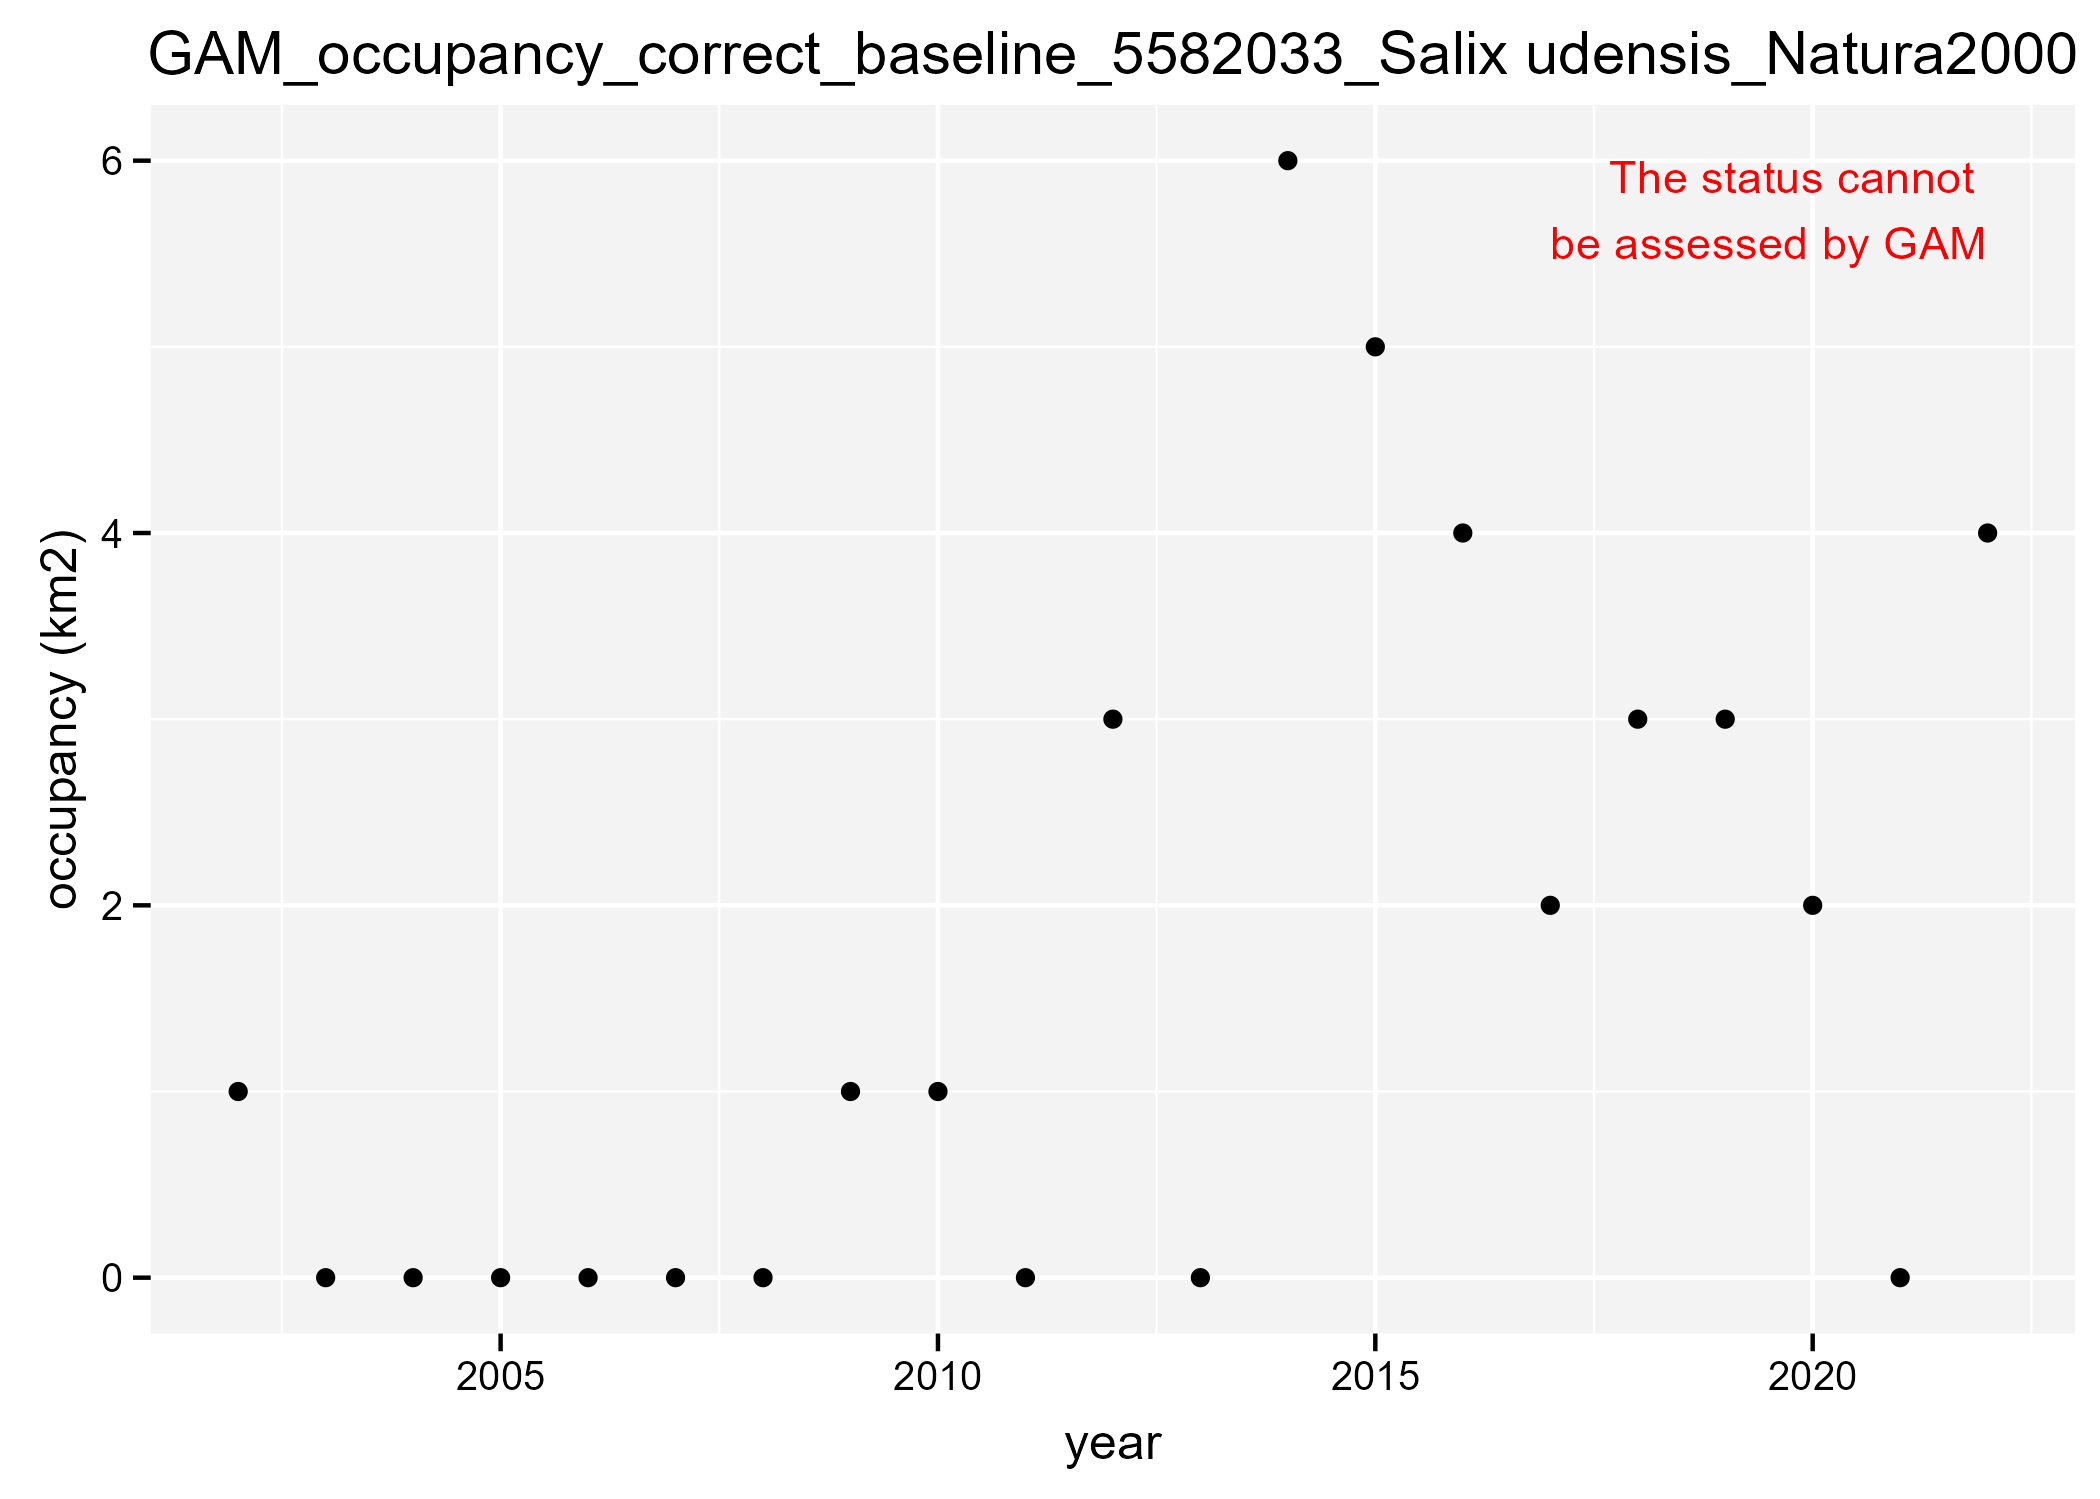 GAM_occupancy_correct_baseline_5582033_Salix udensis_Natura2000
The status cannot
be assessed by GAM
6
4
2
0
occupancy (km2)
2005
2010
2015
2020
year